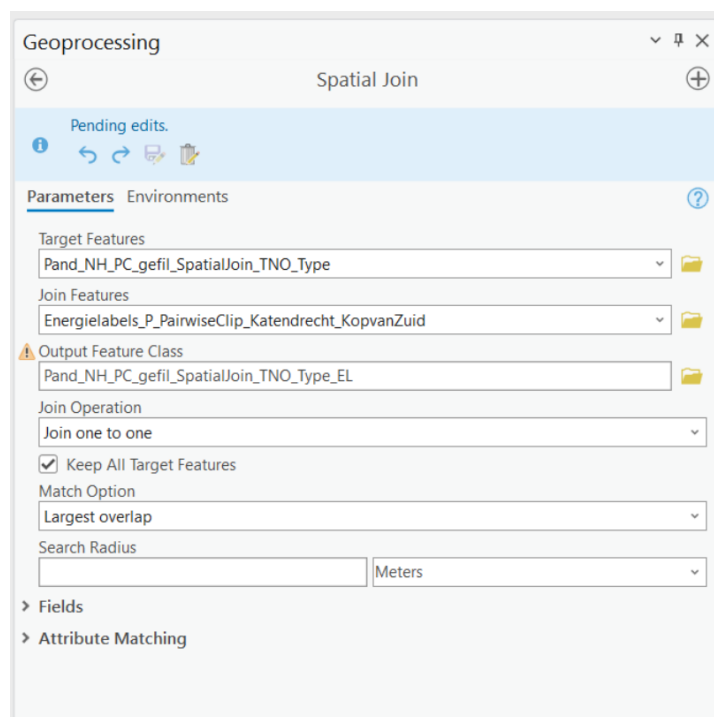 Geoprocessing
Spatial Join
Pending edits.
Parameters Environments
Target Features
Pand_NH_PC_gefil_SpatialJoin_TNO_Type
Join Features
Energielabels_P_PairwiseClip_Katendrecht_KopvanZuid
Output Feature Class
Pand_NH_PC_gefil_SpatialJoin_TNO_Type_EL
Join Operation
Join one to one
Keep All Target Features
Match Option
Largest overlap
Search Radius
Meters
Fields
Attribute Matching